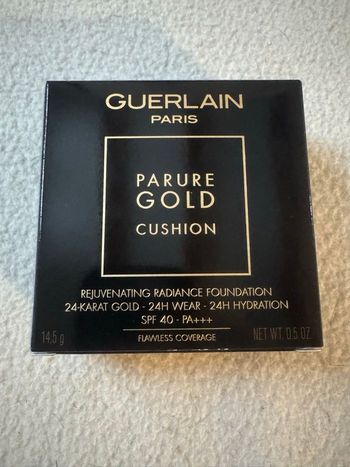 GUERLAIN
PARIS
PARURE
GOLD
CUSHION
REJUVENATING RADIANCE FOUNDATION
24-KARAT GOLD - 24H WEAR - 24H HYDRATION
SPF 40 - PA+++
14,5 g NET WT. 0.5 OZ
FLAWLESS COVERAGE